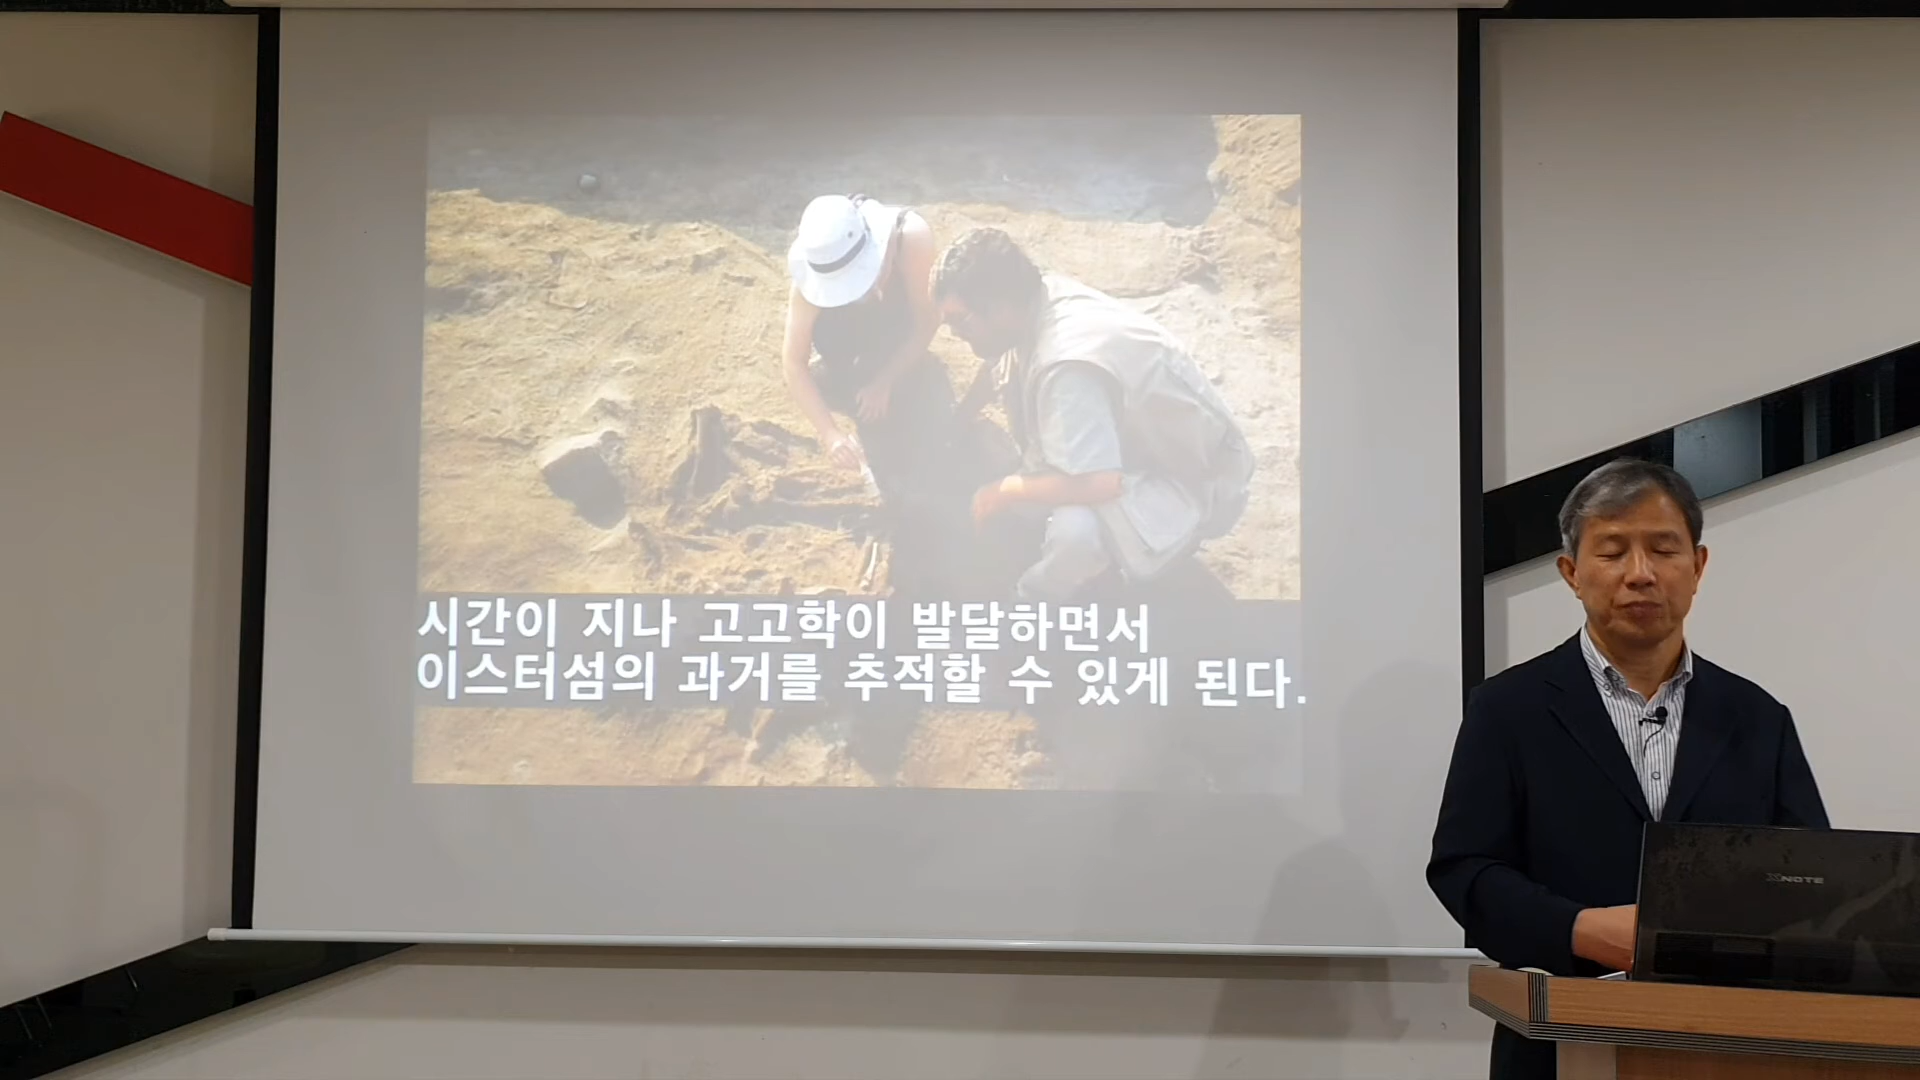 시간이 지나 고고학이 발달하면서
이스터섬의 과거를 추적할 수 있게 된다.
XNOTE